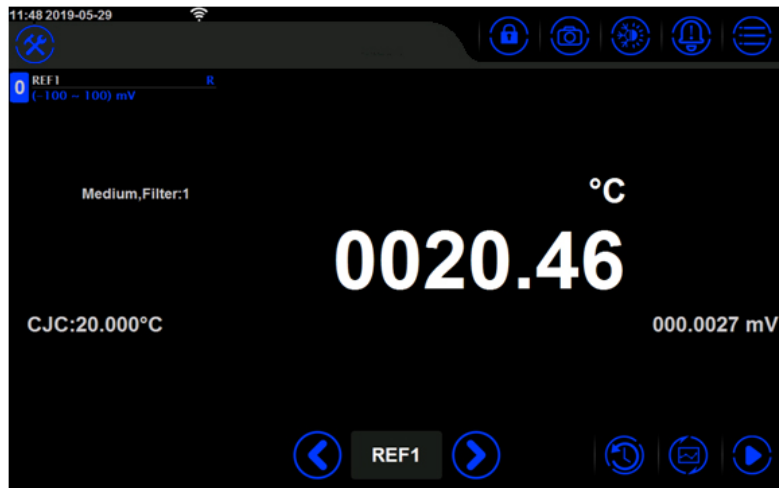 11:48 2019-05-29
0 REF1 R
(-100 ~ 100) mV
Medium,Filter:1
°C
0020.46
CJC:20.000°C
000.0027 mV
REF1